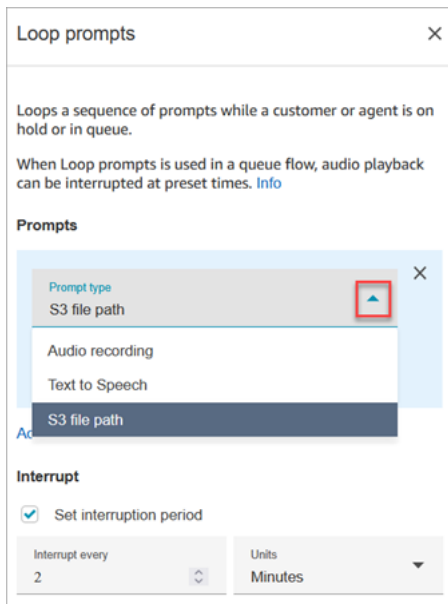 Loop prompts
Loops a sequence of prompts while a customer or agent is on
hold or in queue.
When Loop prompts is used in a queue flow, audio playback
can be interrupted at preset times. Info
Prompts
Prompt type
S3 file path
Audio recording
Text to Speech
S3 file path
Interrupt
Set interruption period
Interrupt every
2
Units
Minutes